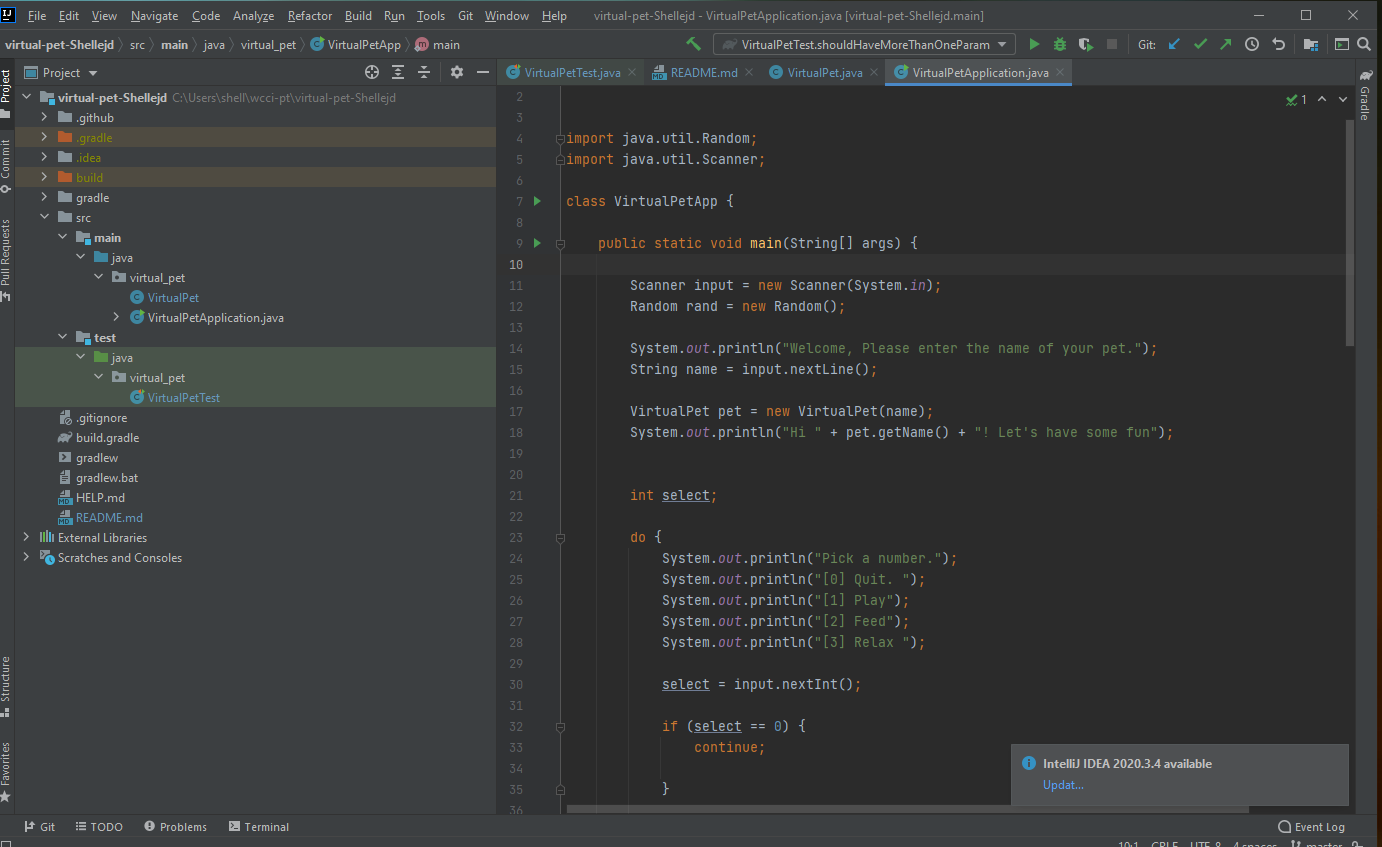 File Edit View Navigate Code Analyze Refactor Build Run Tools Git Window Help virtual-pet-Shellejd - VirtualPetApplication.java [virtual-pet-Shellejd.main]
virtual-pet-Shellejd src main java virtual_pet VirtualPetApp main VirtualPetTest.shouldHaveMoreThanOneParam Git:
Project
VirtualPetTest.java README.md VirtualPet.java VirtualPetApplication.java
Project
Commit
Pull Requests
Structure
Favorites
virtual-pet-Shellejd C:\Users\shell\wcci-pt\virtual-pet-Shellejd
.github
.gradle
.idea
build
gradle
src
main
java
virtual_pet
VirtualPet
VirtualPetApplication.java
test
java
virtual_pet
VirtualPetTest
.gitignore
build.gradle
gradlew
gradlew.bat
HELP.md
README.md
External Libraries
Scratches and Consoles
1
Gradle
2
3
4 import java.util.Random;
5 import java.util.Scanner;
6
7 class VirtualPetApp {
8
9 public static void main(String[] args) {
10
11 Scanner input = new Scanner(System.in);
12 Random rand = new Random();
13
14 System.out.println("Welcome, Please enter the name of your pet.");
15 String name = input.nextLine();
16
17 VirtualPet pet = new VirtualPet(name);
18 System.out.println("Hi " + pet.getName() + "! Let's have some fun");
19
20
21 int select;
22
23 do {
24 System.out.println("Pick a number.");
25 System.out.println("[0] Quit. ");
26 System.out.println("[1] Play");
27 System.out.println("[2] Feed");
28 System.out.println("[3] Relax ");
29
30 select = input.nextInt();
31
32 if (select == 0) {
33 continue;
34
35 }
36
IntelliJ IDEA 2020.3.4 available
Updat...
Git TODO Problems Terminal Event Log
10:1 CRLF UTF-8 4 spaces master